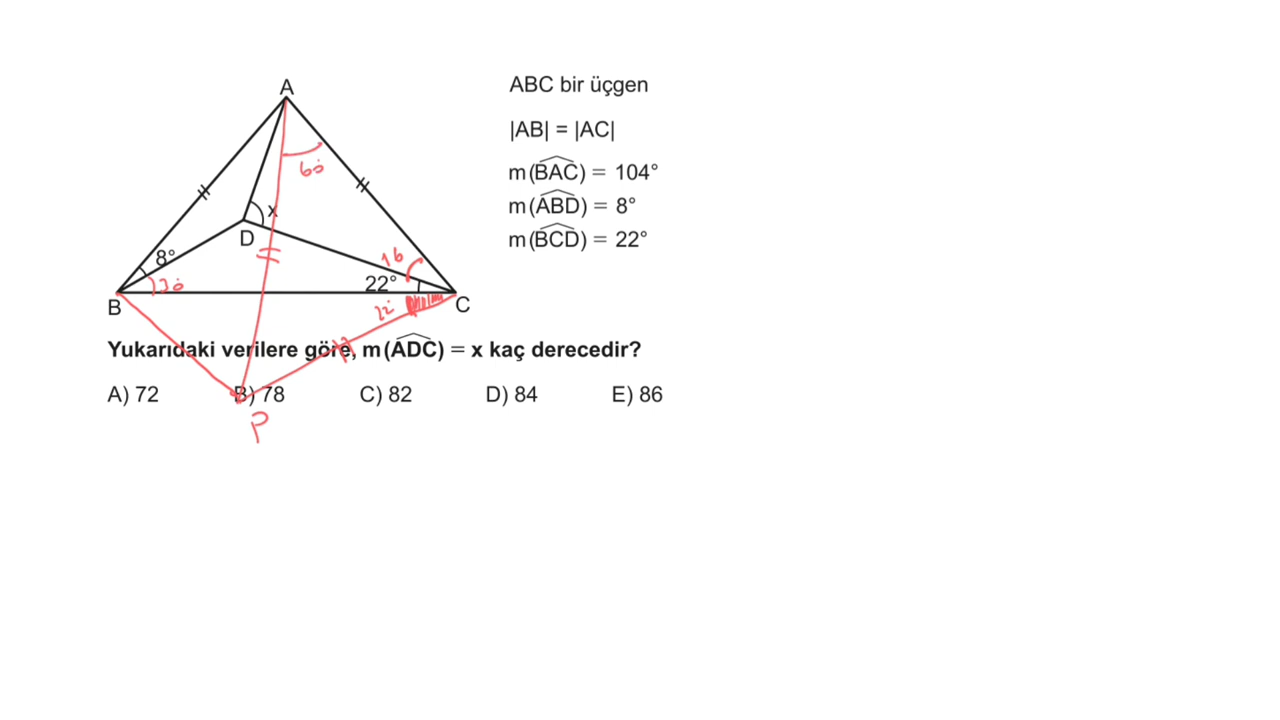 A
ABC bir üçgen
|AB| = |AC|
60°
m(BAC) = 104°
x
m(ABD) = 8°
D
m(BCD) = 22°
8°
16
30
22°
B
C
22
Yukarıdaki verilere göre, m(ADC) = x kaç derecedir?
A) 72 B) 78 C) 82 D) 84 E) 86
P